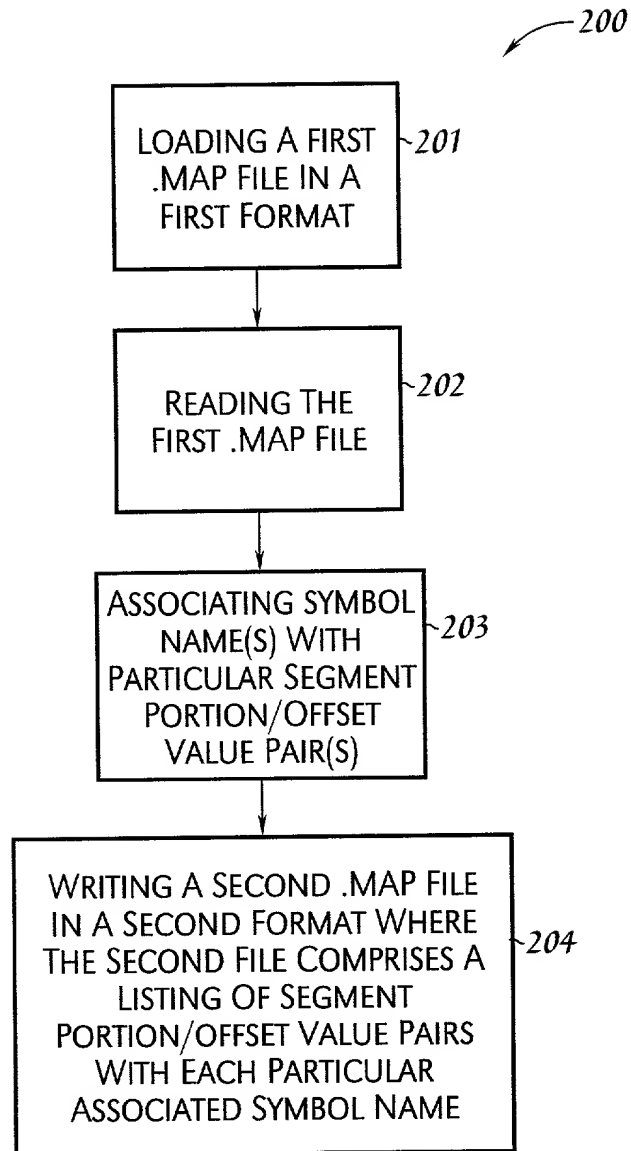 200
LOADING A FIRST
.MAP FILE IN A
FIRST FORMAT
201
READING THE
FIRST .MAP FILE
202
ASSOCIATING SYMBOL
NAME(S) WITH
PARTICULAR SEGMENT
PORTION/OFFSET
VALUE PAIR(S)
203
WRITING A SECOND .MAP FILE
IN A SECOND FORMAT WHERE
THE SECOND FILE COMPRISES A
LISTING OF SEGMENT
PORTION/OFFSET VALUE PAIRS
WITH EACH PARTICULAR
ASSOCIATED SYMBOL NAME
204